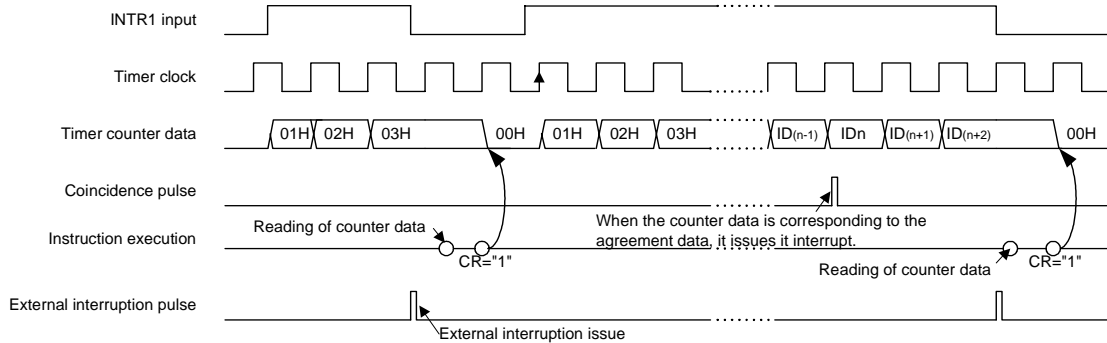 INTR1 input
Timer clock
Timer counter data
01H 02H 03H 00H 01H 02H 03H ID(n-1) IDn ID(n+1) ID(n+2) 00H
Coincidence pulse
When the counter data is corresponding to the
agreement data, it issues it interrupt.
Reading of counter data
Instruction execution
CR="1"
Reading of counter data
CR="1"
External interruption pulse
External interruption issue